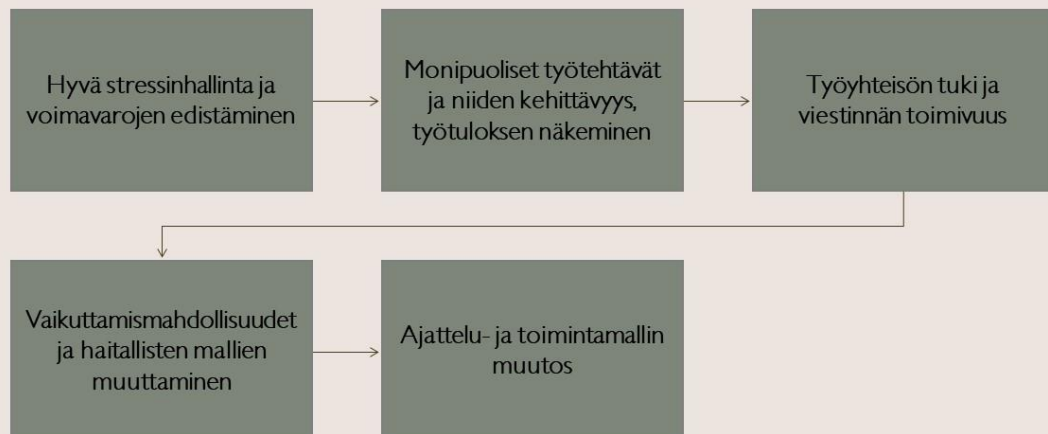 Hyvä stressinhallinta ja
voimavarojen edistäminen
Monipuoliset työtehtävät
ja niiden kehittävyys,
työtuloksen näkeminen
Työyhteisön tuki ja
viestinnän toimivuus
Vaikuttamismahdollisuudet
ja haitallisten mallien
muuttaminen
Ajattelu- ja toimintamallin
muutos